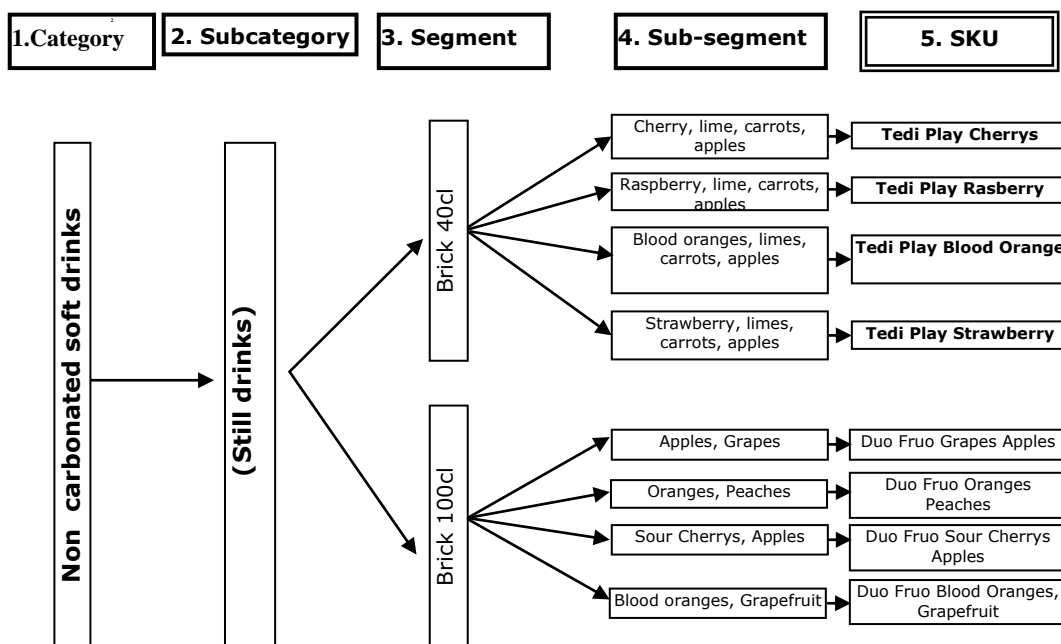 2
1.Category
2. Subcategory
3. Segment
4. Sub-segment
5. SKU
Non carbonated soft drinks
(Still drinks)
Brick 40cl
Cherry, lime, carrots,
apples
Tedi Play Cherrys
Raspberry, lime, carrots,
apples
Tedi Play Rasberry
Blood oranges, limes,
carrots, apples
Tedi Play Blood Orange
Strawberry, limes,
carrots, apples
Tedi Play Strawberry
Brick 100cl
Apples, Grapes
Duo Fruo Grapes Apples
Oranges, Peaches
Duo Fruo Oranges
Peaches
Sour Cherrys, Apples
Duo Fruo Sour Cherrys
Apples
Blood oranges, Grapefruit
Duo Fruo Blood Oranges,
Grapefruit